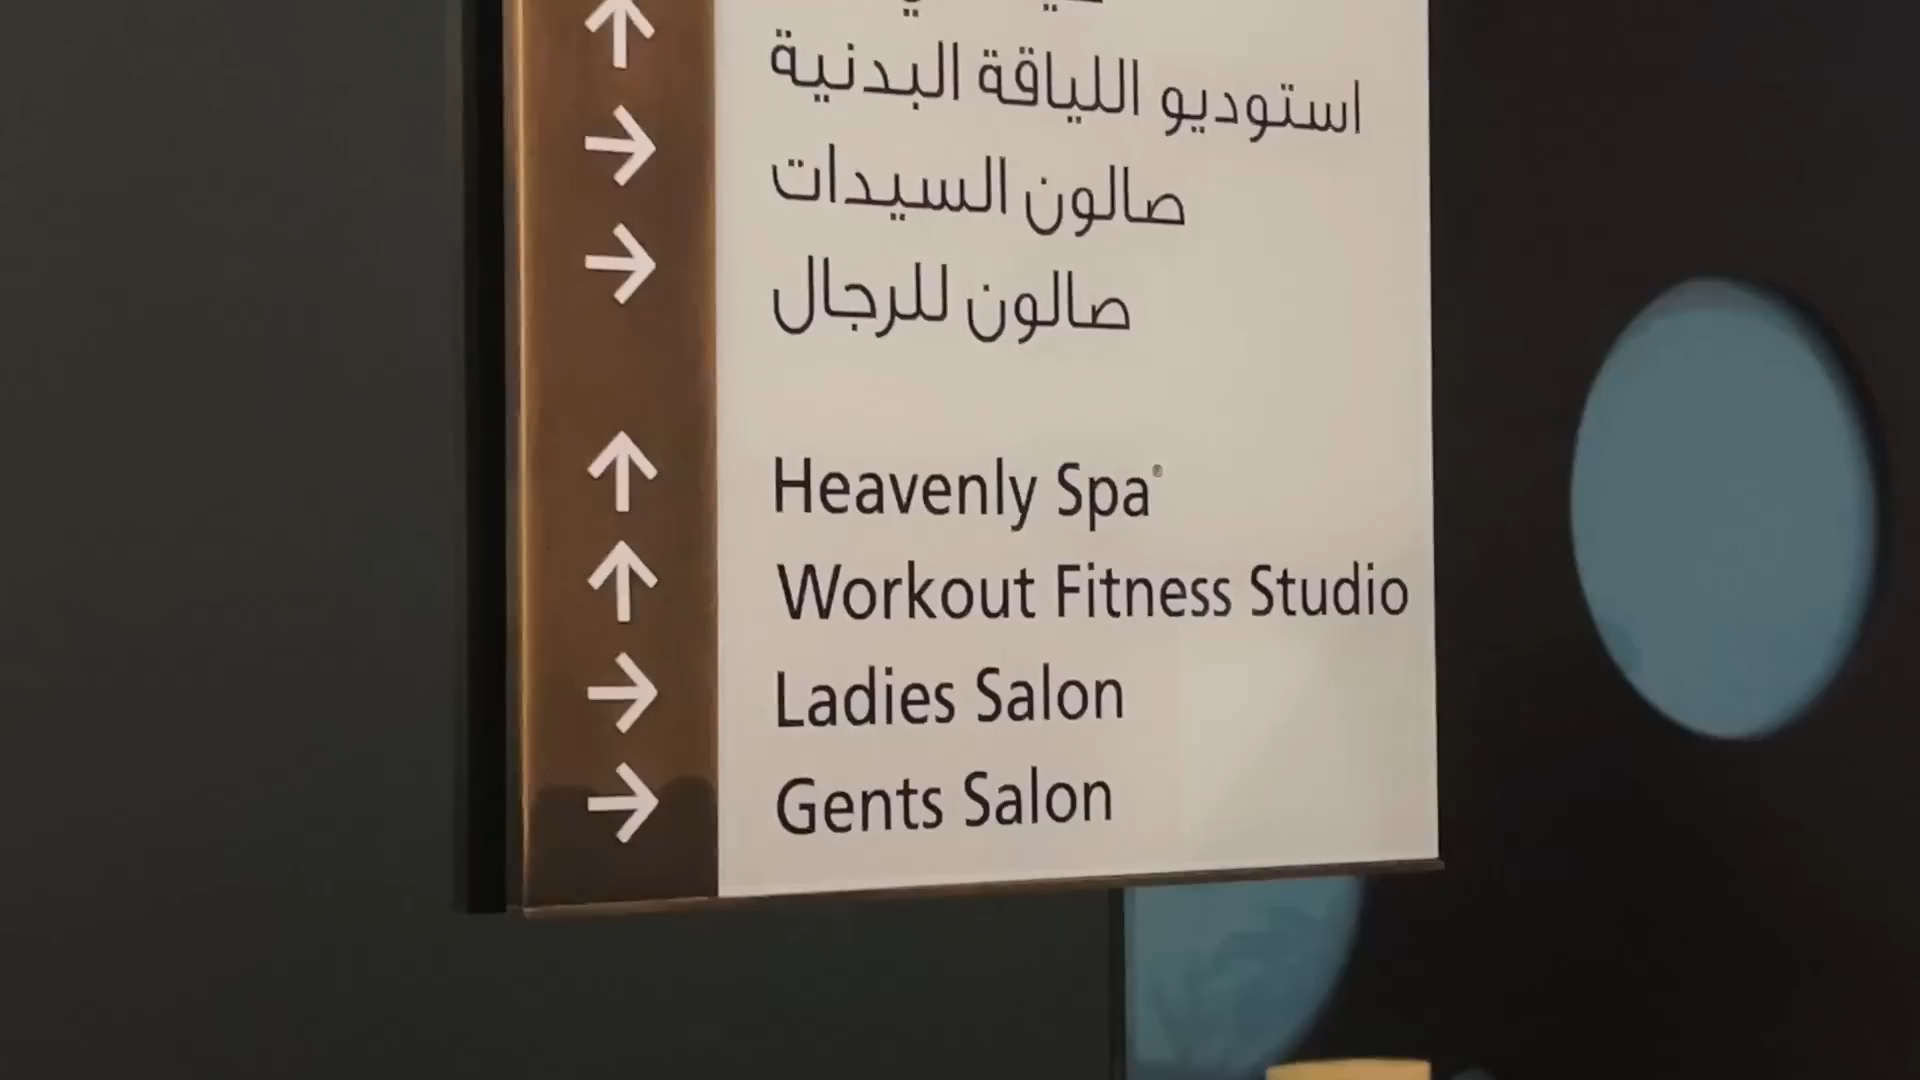 استوديو اللياقة البدنية
صالون السيدات
صالون للرجال
Heavenly Spa®
Workout Fitness Studio
Ladies Salon
Gents Salon